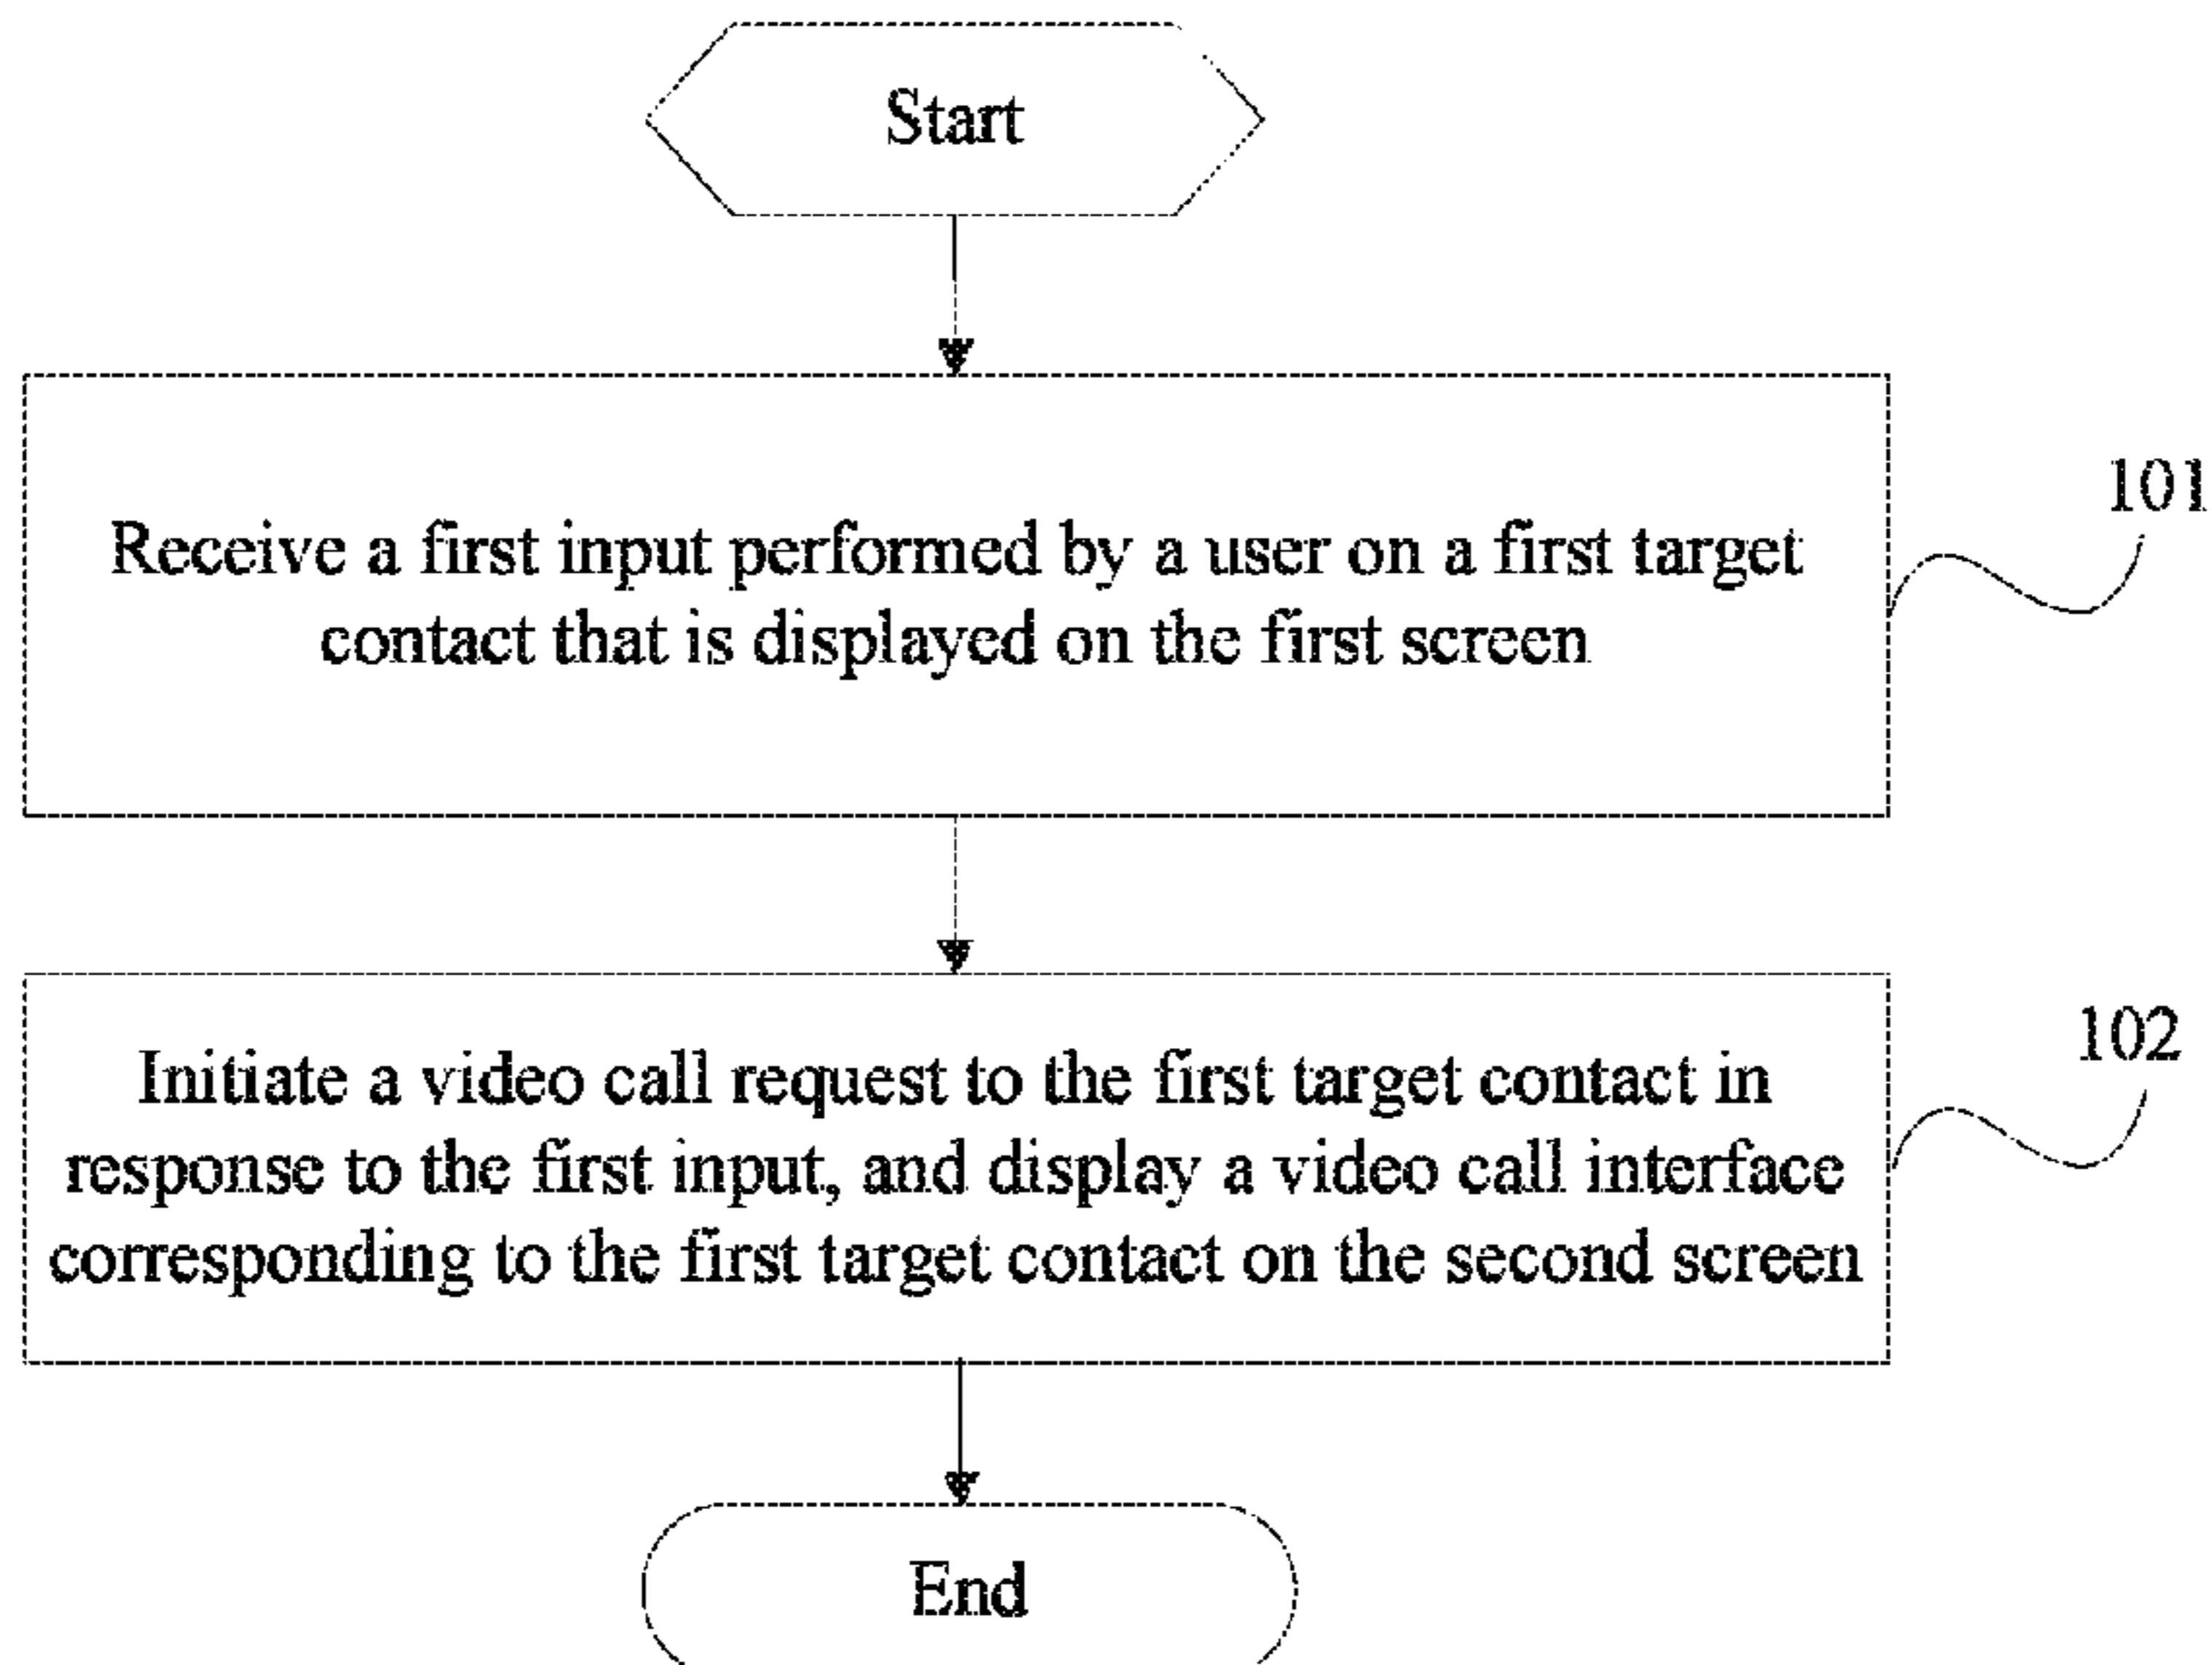 Start
Receive a first input performed by a user on a first target
contact that is displayed on the first screen
101
Initiate a video call request to the first target contact in
response to the first input, and display a video call interface
corresponding to the first target contact on the second screen
102
End